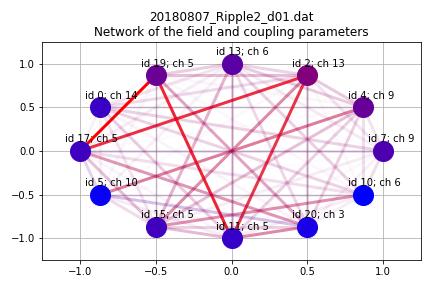 20180807_Ripple2_d01.dat
Network of the field and coupling parameters
id 13; ch 6
id 19; ch 5
id 2; ch 13
id 0; ch 14
id 4; ch 9
id 17; ch 5
id 7; ch 9
id 5; ch 10
id 10; ch 6
id 15; ch 5
id 11; ch 5
id 20; ch 3
1.0
0.5
0.0
−0.5
−1.0
−1.0
−0.5
0.0
0.5
1.0